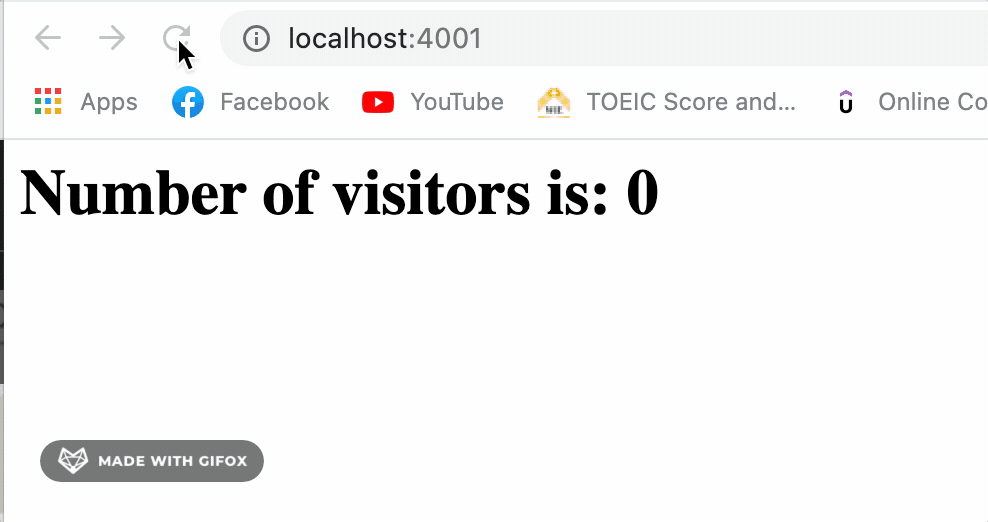 localhost:4001
Apps Facebook YouTube TOEIC Score and... Online Co
Number of visitors is: 0
MADE WITH GIFOX